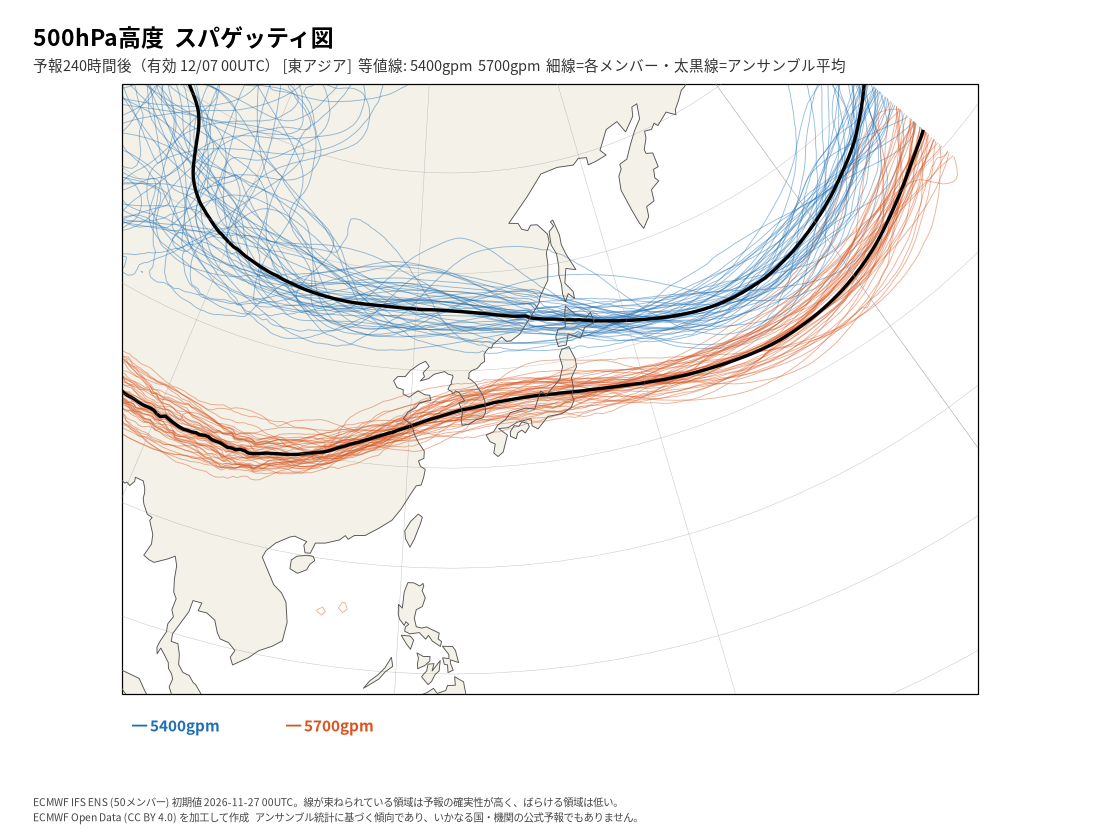 500hPa高度 スパゲッティ図
予報240時間後（有効 12/07 00UTC） [東アジア] 等値線: 5400gpm 5700gpm 細線=各メンバー・太黒線=アンサンブル平均
5400gpm
5700gpm
ECMWF IFS ENS (50メンバー) 初期値 2026-11-27 00UTC。線が束ねられている領域は予報の確実性が高く、ばらける領域は低い。
ECMWF Open Data (CC BY 4.0) を加工して作成 アンサンブル統計に基づく傾向であり、いかなる国・機関の公式予報でもありません。